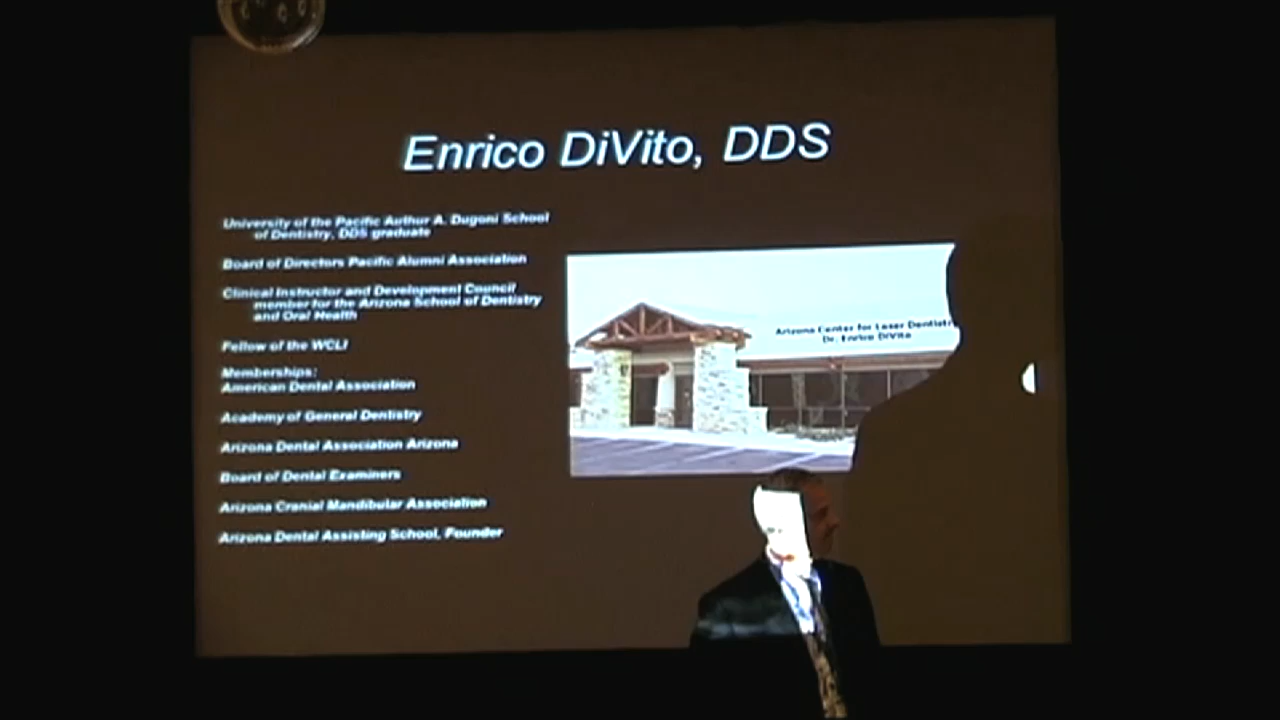 Enrico DiVito, DDS
University of the Pacific Author A. Dugoni School
of Dentistry, DDS graduate
Board of Directors Pacific Alumni Association
Clinical Instructor and Development Council
member for the Arizona School of Dentistry
and Oral Health
Fellow of the WCLI
Memberships:
American Dental Association
Academy of General Dentistry
Arizona Dental Association Arizona
Board of Dental Examiners
Arizona Cranial Mandibular Association
Arizona Dental Assisting School, Founder
Arizona Center for Laser Dentistry
Dr. Enrico DiVito